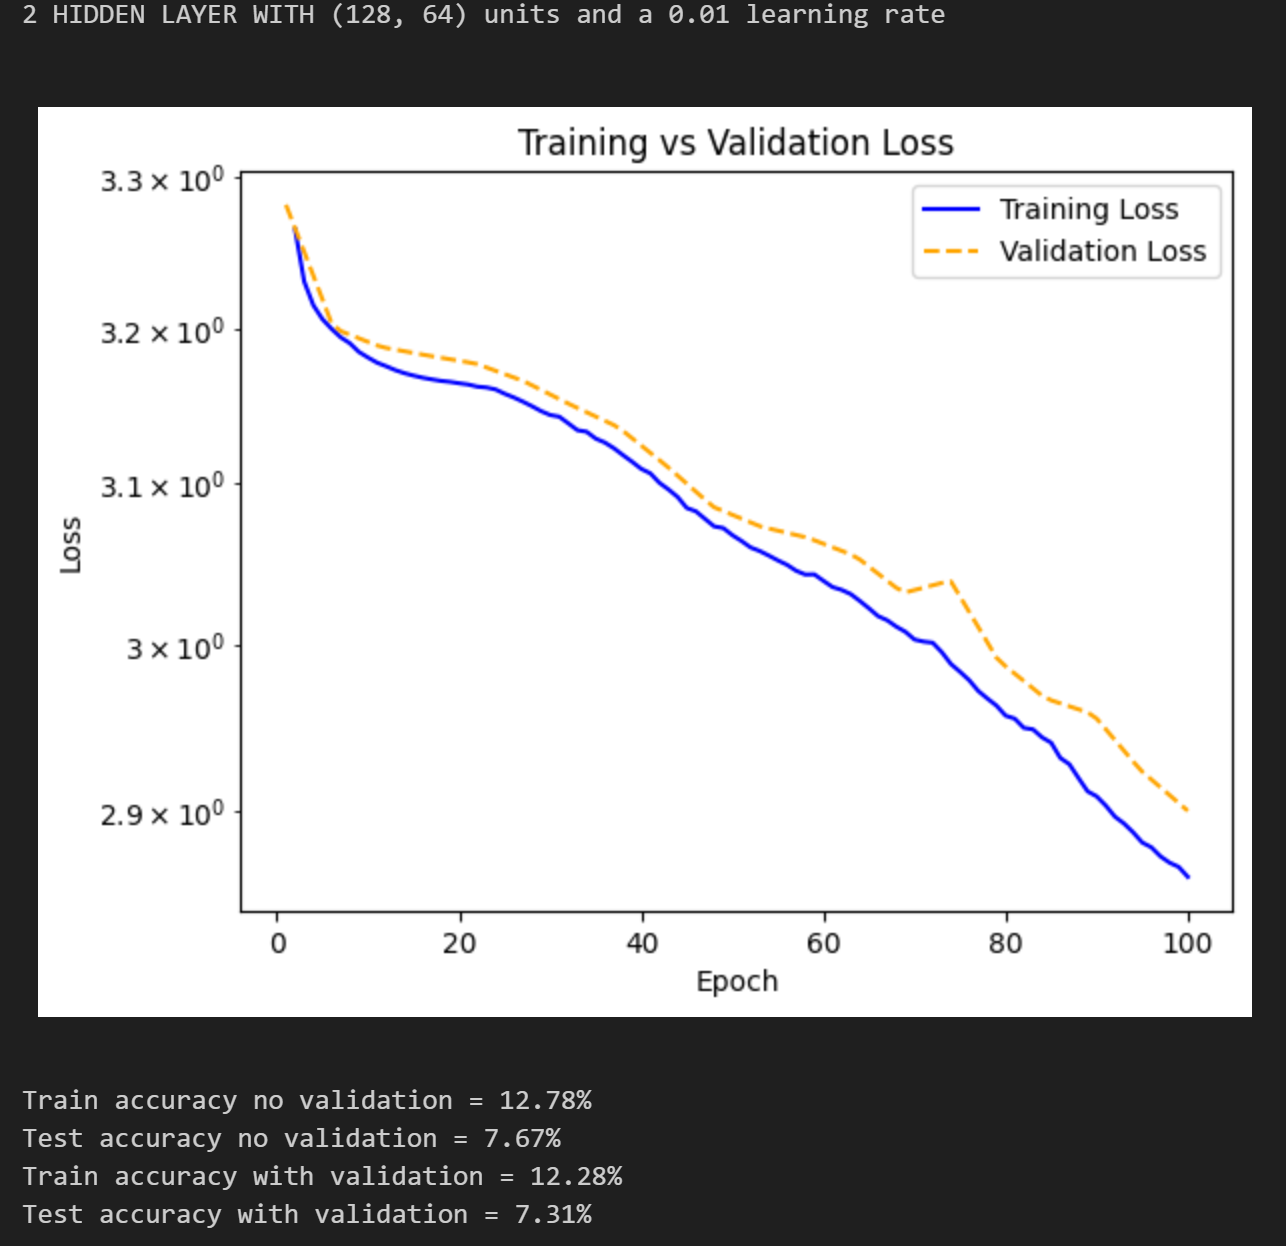 2 HIDDEN LAYER WITH (128, 64) units and a 0.01 learning rate
Training vs Validation Loss
Training Loss
Validation Loss
3.3 × 10⁰
3.2 × 10⁰
3.1 × 10⁰
3 × 10⁰
2.9 × 10⁰
Loss
0 20 40 60 80 100
Epoch
Train accuracy no validation = 12.78%
Test accuracy no validation = 7.67%
Train accuracy with validation = 12.28%
Test accuracy with validation = 7.31%